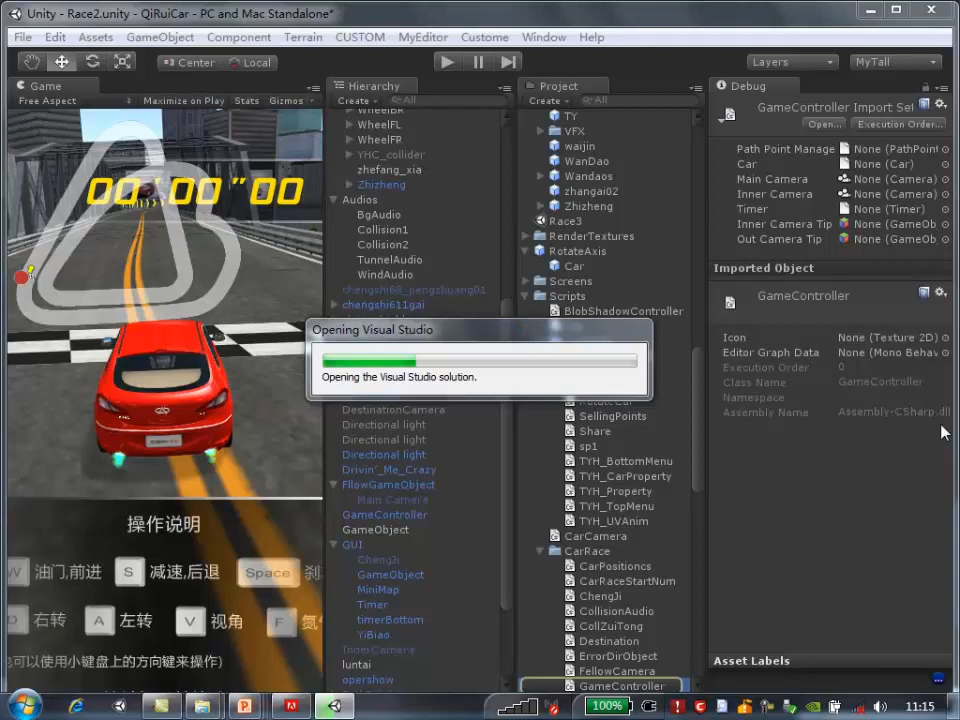 Unity - Race2.unity - QiRuiCar - PC and Mac Standalone*
File Edit Assets GameObject Component Terrain CUSTOM MyEditor Custome Window Help
Center Local Layers MyTall
Game
Free Aspect Maximize on Play Stats Gizmos
00'00"00
操作说明
W 油门,前进 S 减速,后退 Space 刹
右转 A 左转 V 视角 F 氮
也可以使用小键盘上的方向键来操作)
Hierarchy
Create All
WheelBR
WheelFL
WheelFR
YHC_collider
zhefang_xia
Zhizheng
Audios
BgAudio
Collision1
Collision2
TunnelAudio
WindAudio
chengshi68_pengzhuang01
chengshi611gai
DestinationCamera
Directional light
Directional light
Directional light
Drivin'_Me_Crazy
FllowGameObject
Main Camera
GameController
GameObject
GUI
ChengJi
GameObject
MiniMap
Timer
timerBottom
YiBiao
InnerCamera
luntai
opershow
Project
Create All
TY
VFX
waijin
WanDao
Wandaos
zhangai02
Zhizheng
Race3
RenderTextures
RotateAxis
Car
Screens
Scripts
BlobShadowController
RotateCar
SellingPoints
Share
sp1
TYH_BottomMenu
TYH_CarProperty
TYH_Property
TYH_TopMenu
TYH_UVAnim
CarCamera
CarRace
CarPositioncs
CarRaceStartNum
ChengJi
CollisionAudio
CollZuiTong
Destination
ErrorDirObject
FellowCamera
GameController
Opening Visual Studio
Opening the Visual Studio solution.
Debug
GameController Import Set
Open... Execution Order...
Path Point Manage None (PathPoint
Car None (Car)
Main Camera None (Camera)
Inner Camera None (Camera)
Timer None (Timer)
Inner Camera Tip None (GameOb
Out Camera Tip None (GameOb
Imported Object
GameController
Icon None (Texture 2D)
Editor Graph Data None (Mono Behav
Execution Order 0
Class Name GameController
Namespace
Assembly Name Assembly-CSharp.dll
Asset Labels
100% 11:15